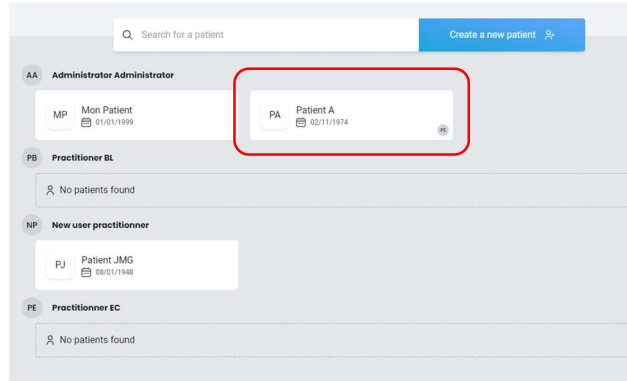 Search for a patient
Create a new patient
AA Administrator Administrator
MP Mon Patient
01/01/1999
PA Patient A
02/11/1974
PE
PB Practitioner BL
No patients found
NP New user practitionner
PJ Patient JMG
08/01/1948
PE Practitionner EC
No patients found